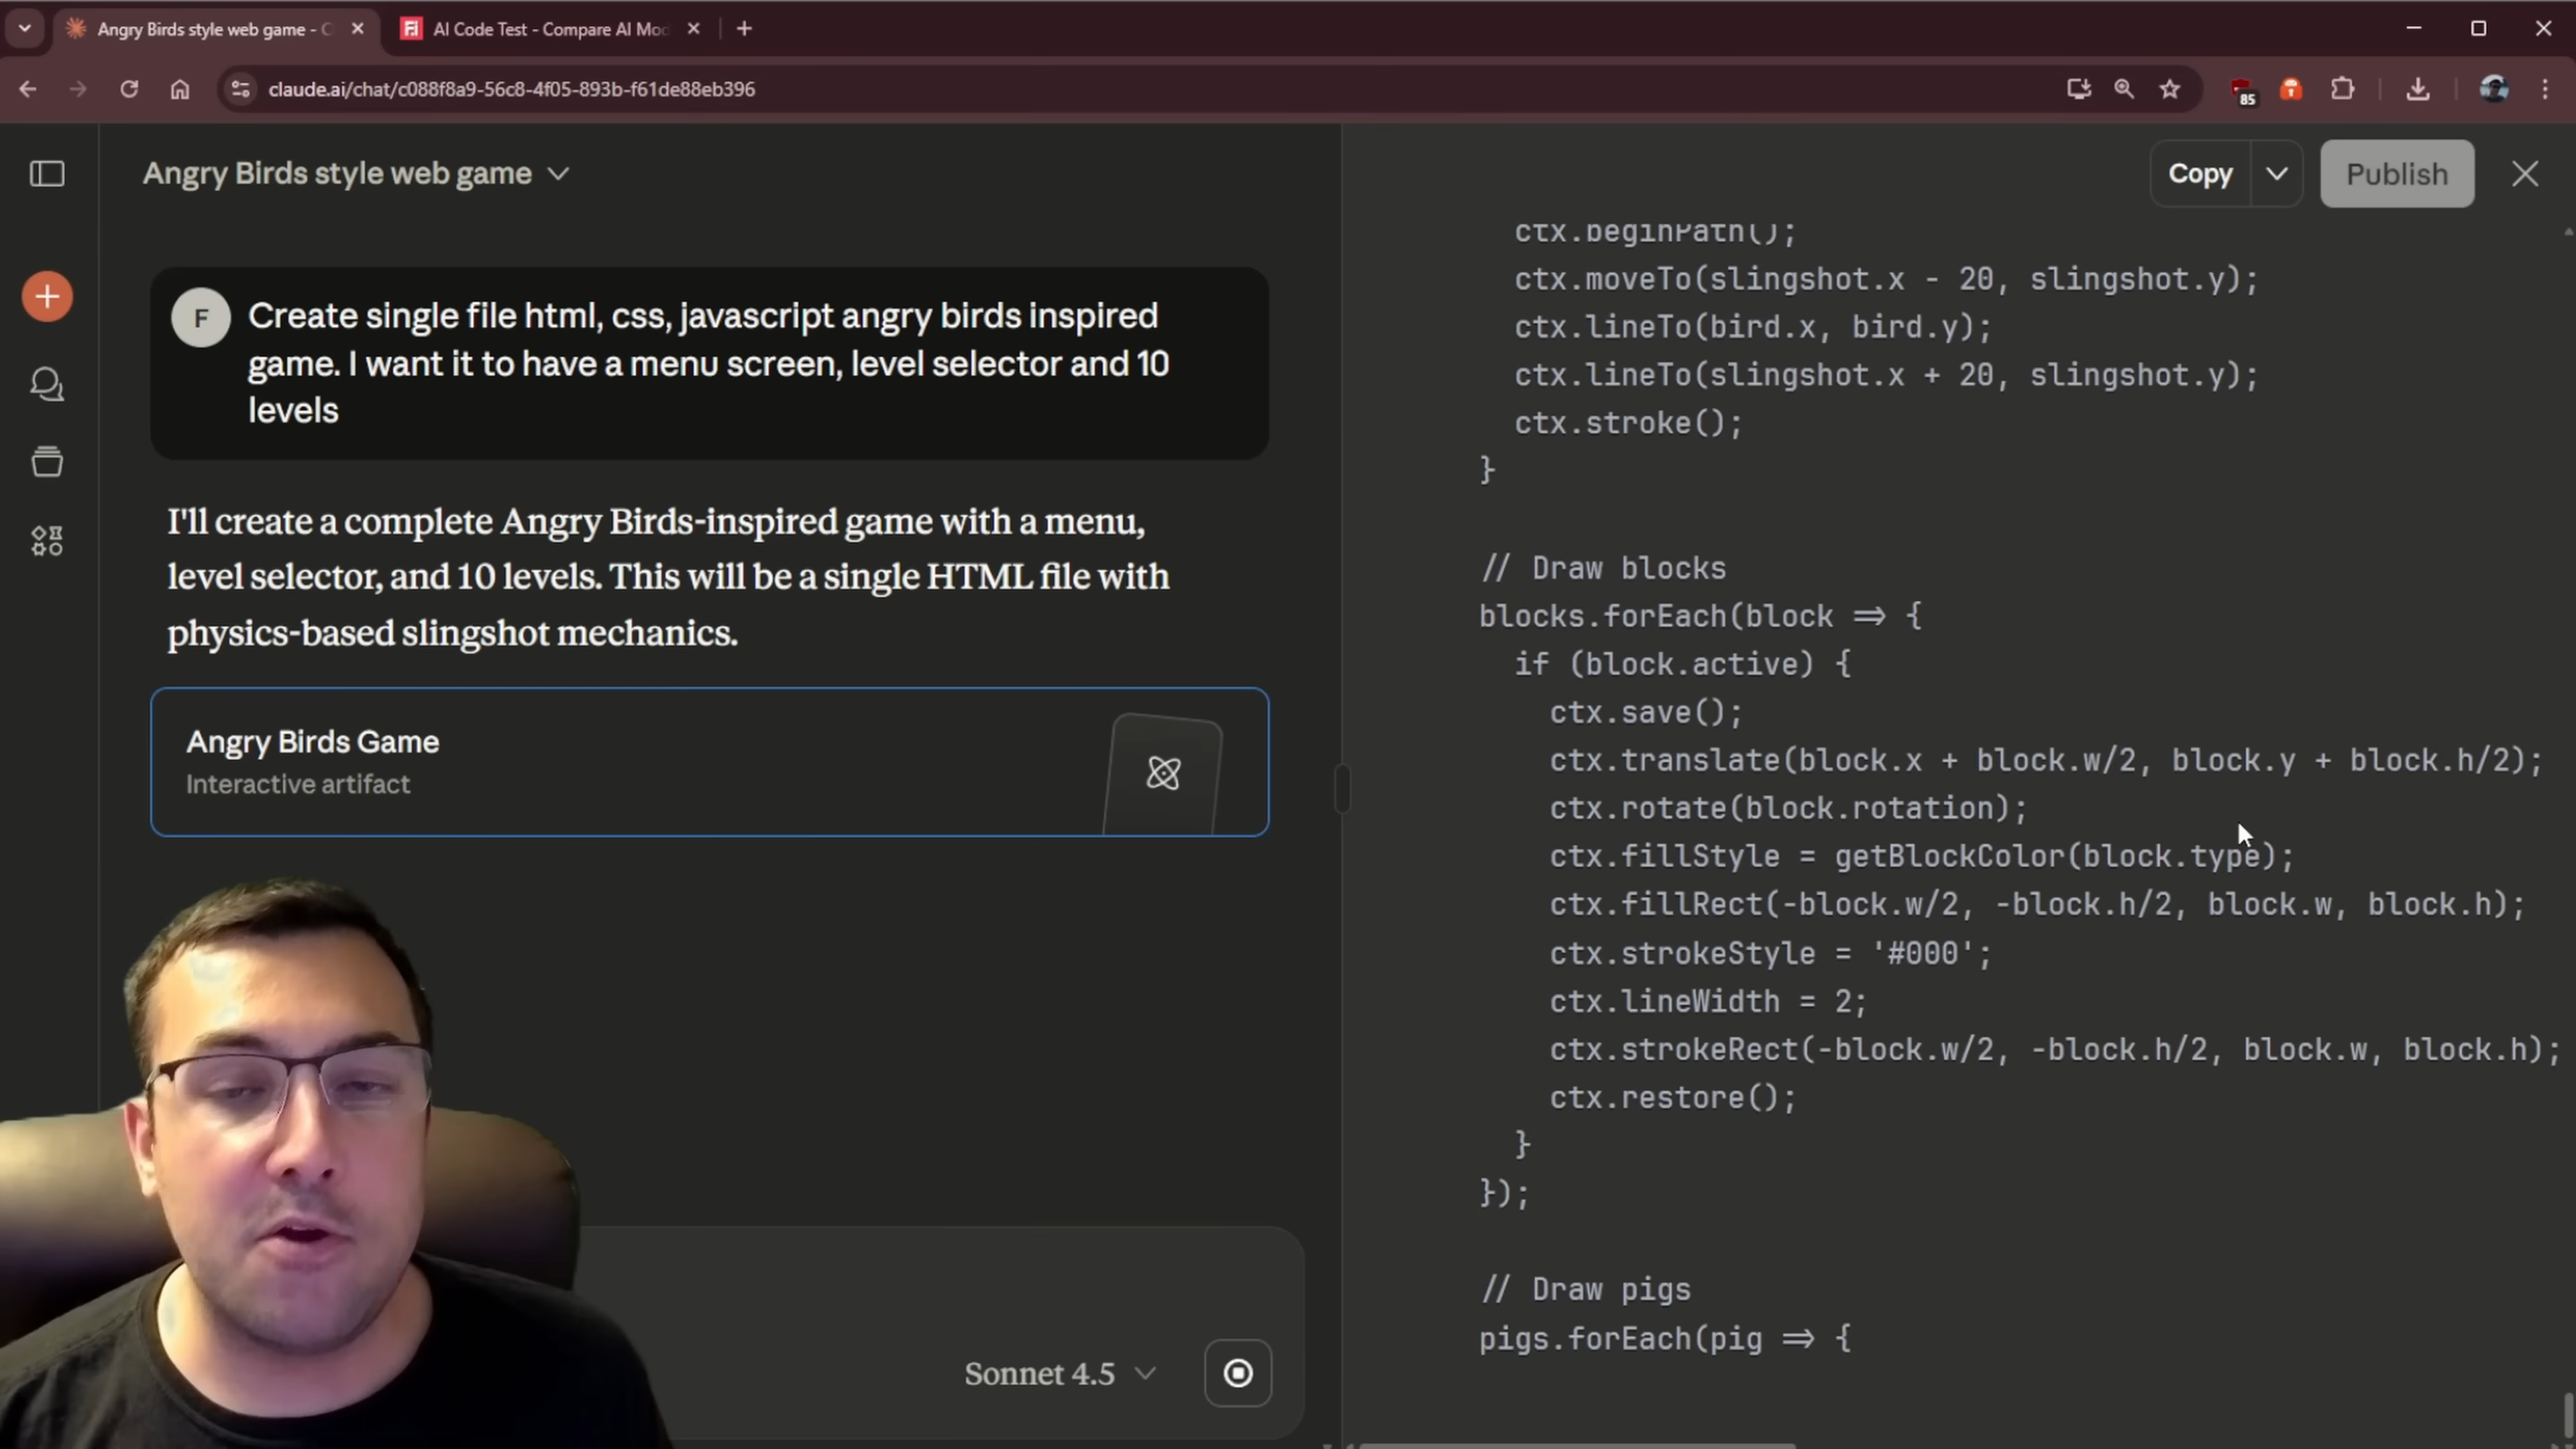 Angry Birds style web game - C
AI Code Test - Compare AI Mod
claude.ai/chat/c088f8a9-56c8-4f05-893b-f61de88eb396
85
Angry Birds style web game
Copy
Publish
F
Create single file html, css, javascript angry birds inspired
game. I want it to have a menu screen, level selector and 10
levels
I'll create a complete Angry Birds-inspired game with a menu,
level selector, and 10 levels. This will be a single HTML file with
physics-based slingshot mechanics.
Angry Birds Game
Interactive artifact
Sonnet 4.5
ctx.beginPath();
ctx.moveTo(slingshot.x - 20, slingshot.y);
ctx.lineTo(bird.x, bird.y);
ctx.lineTo(slingshot.x + 20, slingshot.y);
ctx.stroke();
}
// Draw blocks
blocks.forEach(block => {
if (block.active) {
ctx.save();
ctx.translate(block.x + block.w/2, block.y + block.h/2);
ctx.rotate(block.rotation);
ctx.fillStyle = getBlockColor(block.type);
ctx.fillRect(-block.w/2, -block.h/2, block.w, block.h);
ctx.strokeStyle = '#000';
ctx.lineWidth = 2;
ctx.strokeRect(-block.w/2, -block.h/2, block.w, block.h);
ctx.restore();
}
});
// Draw pigs
pigs.forEach(pig => {